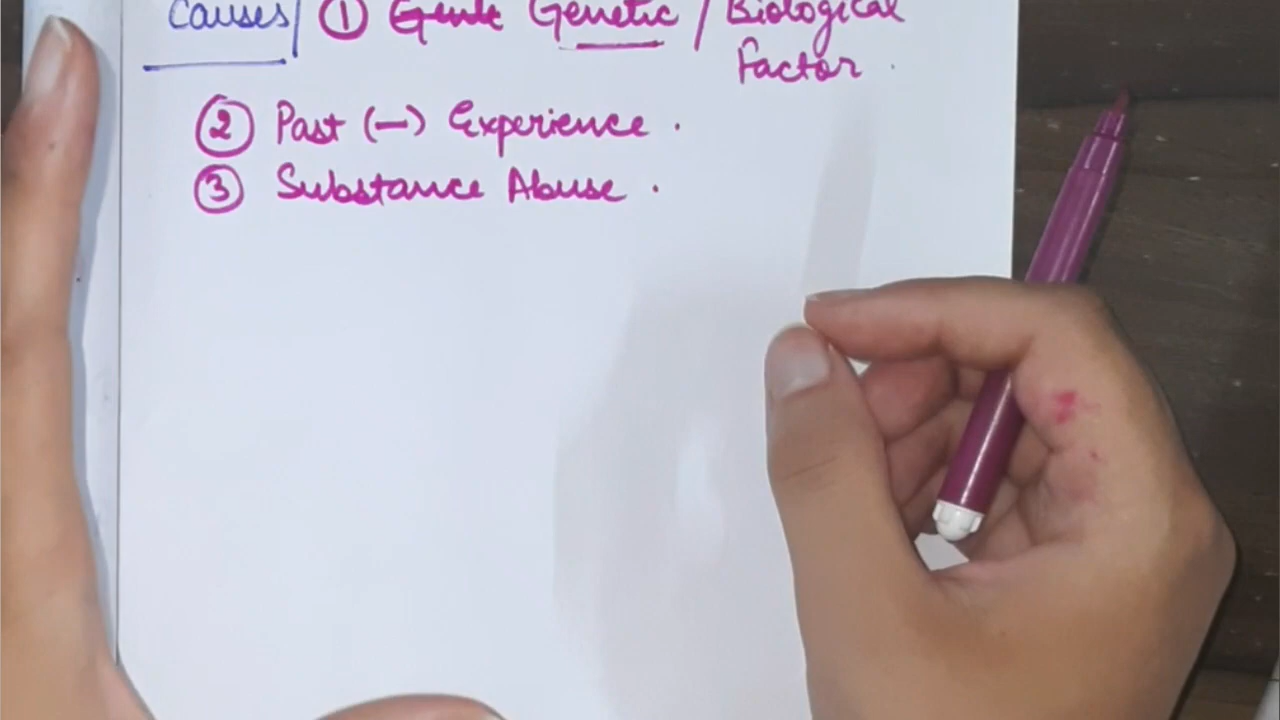 Causes/ ① Genetic / Biological
Factor.
② Past (-) Experience.
③ Substance Abuse.